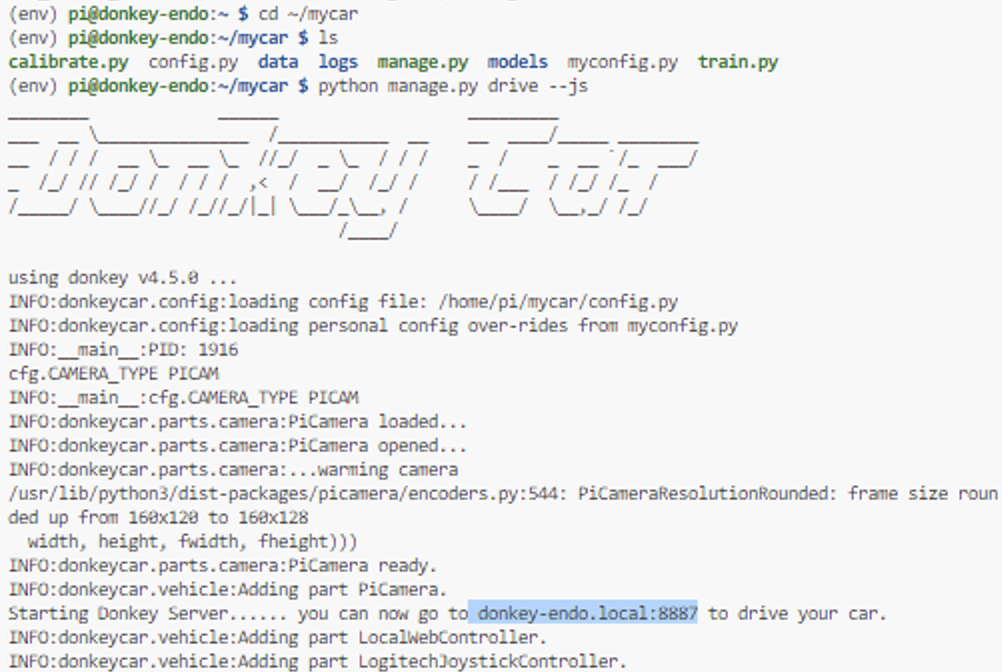 (env) pi@donkey-endo:~ $ cd ~/mycar
(env) pi@donkey-endo:~/mycar $ ls
calibrate.py config.py data logs manage.py models myconfig.py train.py
(env) pi@donkey-endo:~/mycar $ python manage.py drive --js
Donkey Car
using donkey v4.5.0 ...
INFO:donkeycar.config:loading config file: /home/pi/mycar/config.py
INFO:donkeycar.config:loading personal config over-rides from myconfig.py
INFO:__main__:PID: 1916
cfg.CAMERA_TYPE PICAM
INFO:__main__:cfg.CAMERA_TYPE PICAM
INFO:donkeycar.parts.camera:PiCamera loaded...
INFO:donkeycar.parts.camera:PiCamera opened...
INFO:donkeycar.parts.camera:...warming camera
/usr/lib/python3/dist-packages/picamera/encoders.py:544: PiCameraResolutionRounded: frame size roun
ded up from 160x120 to 160x128
width, height, fwidth, fheight)))
INFO:donkeycar.parts.camera:PiCamera ready.
INFO:donkeycar.vehicle:Adding part PiCamera.
Starting Donkey Server...... you can now go to donkey-endo.local:8887 to drive your car.
INFO:donkeycar.vehicle:Adding part LocalWebController.
INFO:donkeycar.vehicle:Adding part LogitechJoystickController.